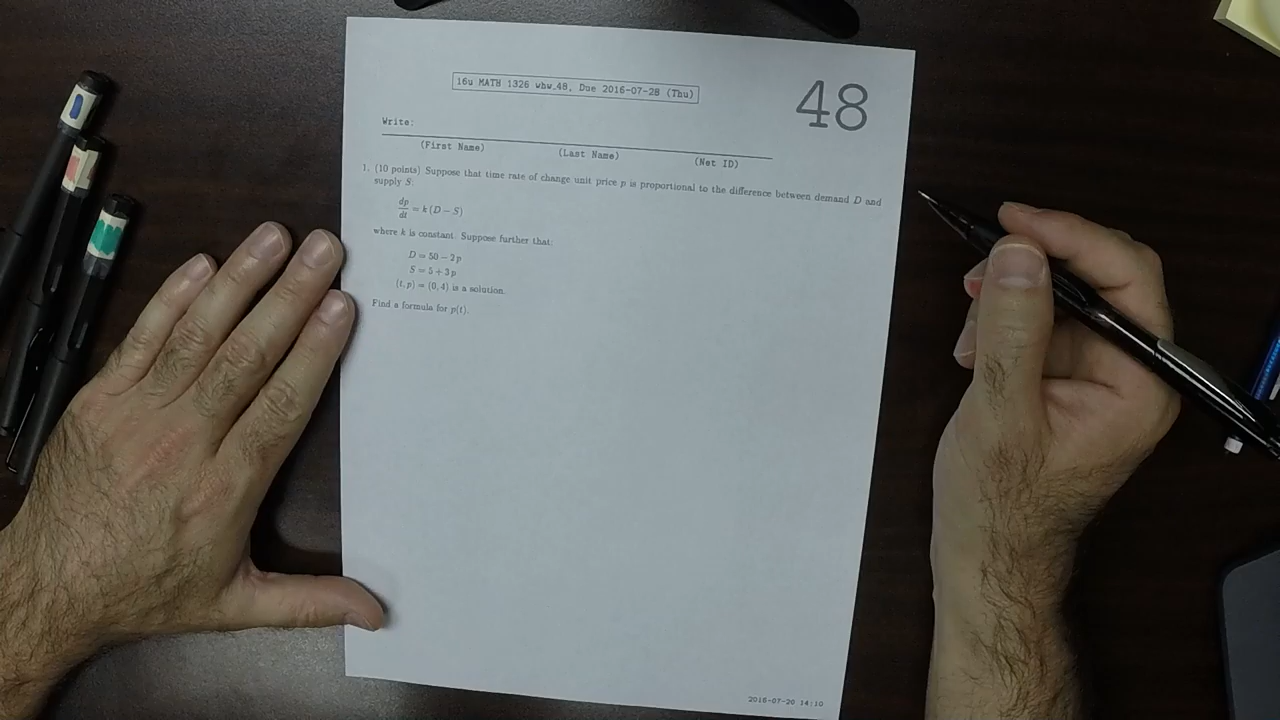 16u MATH 1326 whw.48, Due 2016-07-28 (Thu)
48
Write:
(First Name) (Last Name) (Net ID)
1. (10 points) Suppose that time rate of change unit price p is proportional to the difference between demand D and
supply S:
dp/dt = k (D − S)
where k is constant. Suppose further that:
D = 50 − 2p
S = 5 + 3p
(t, p) = (0, 4) is a solution.
Find a formula for p(t).
2016-07-20 14:10